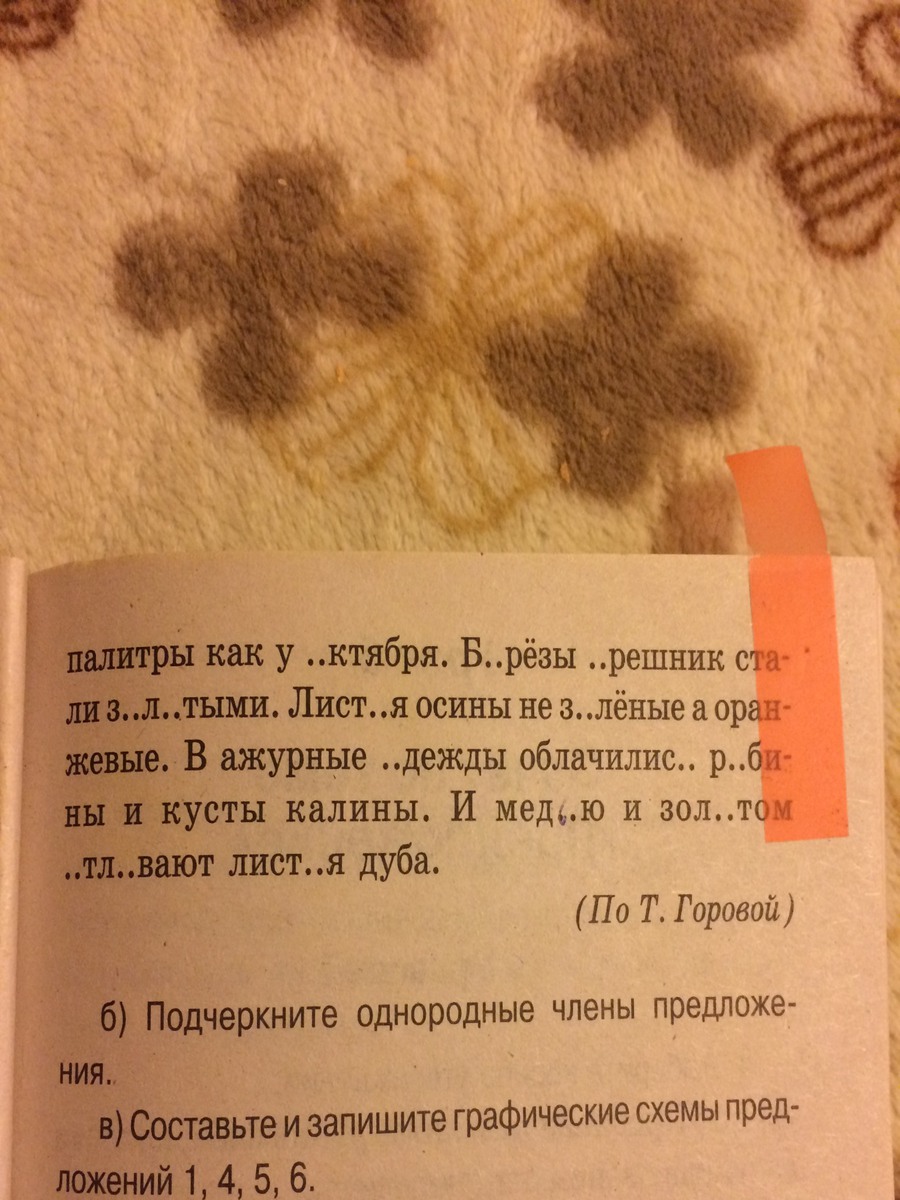 палитры как у ..ктября. Б..рёзы ..решник ста-
ли з..л..тыми. Лист..я осины не з..лёные а оран-
жевые. В ажурные ..дежды облачилис.. р..би-
ны и кусты калины. И мед...ю и зол..том
..тл..вают лист..я дуба.
(По Т. Горовой)
б) Подчеркните однородные члены предложе-
ния.
в) Составьте и запишите графические схемы пред-
ложений 1, 4, 5, 6.